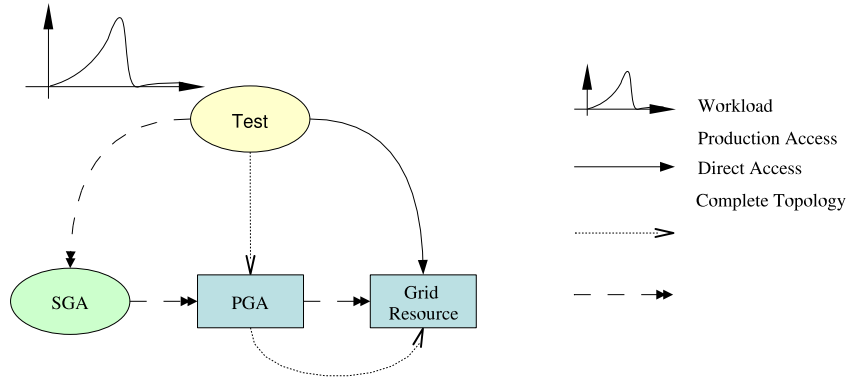 Test
SGA
PGA
Grid
Resource
Workload
Production Access
Direct Access
Complete Topology